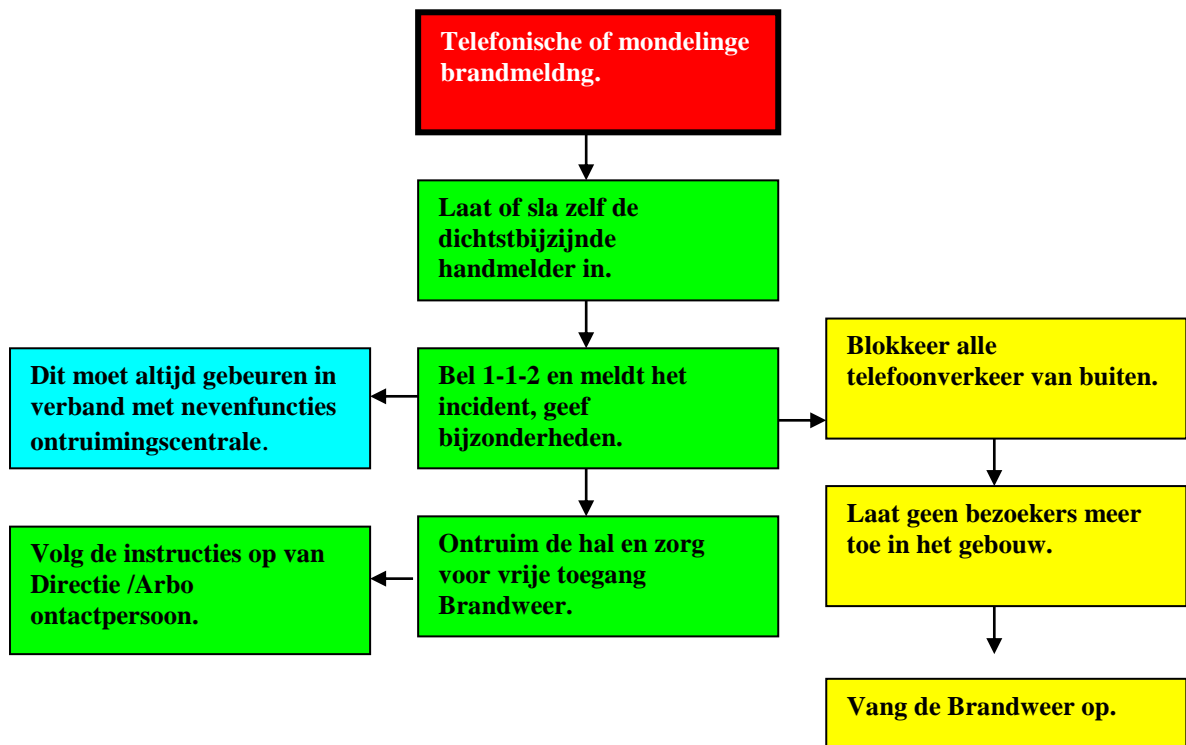 Telefonische of mondelinge
brandmeldng.
Laat of sla zelf de
dichtstbijzijnde
handmelder in.
Dit moet altijd gebeuren in
verband met nevenfuncties
ontruimingscentrale.
Bel 1-1-2 en meldt het
incident, geef
bijzonderheden.
Blokkeer alle
telefoonverkeer van buiten.
Volg de instructies op van
Directie /Arbo
ontactpersoon.
Ontruim de hal en zorg
voor vrije toegang
Brandweer.
Laat geen bezoekers meer
toe in het gebouw.
Vang de Brandweer op.